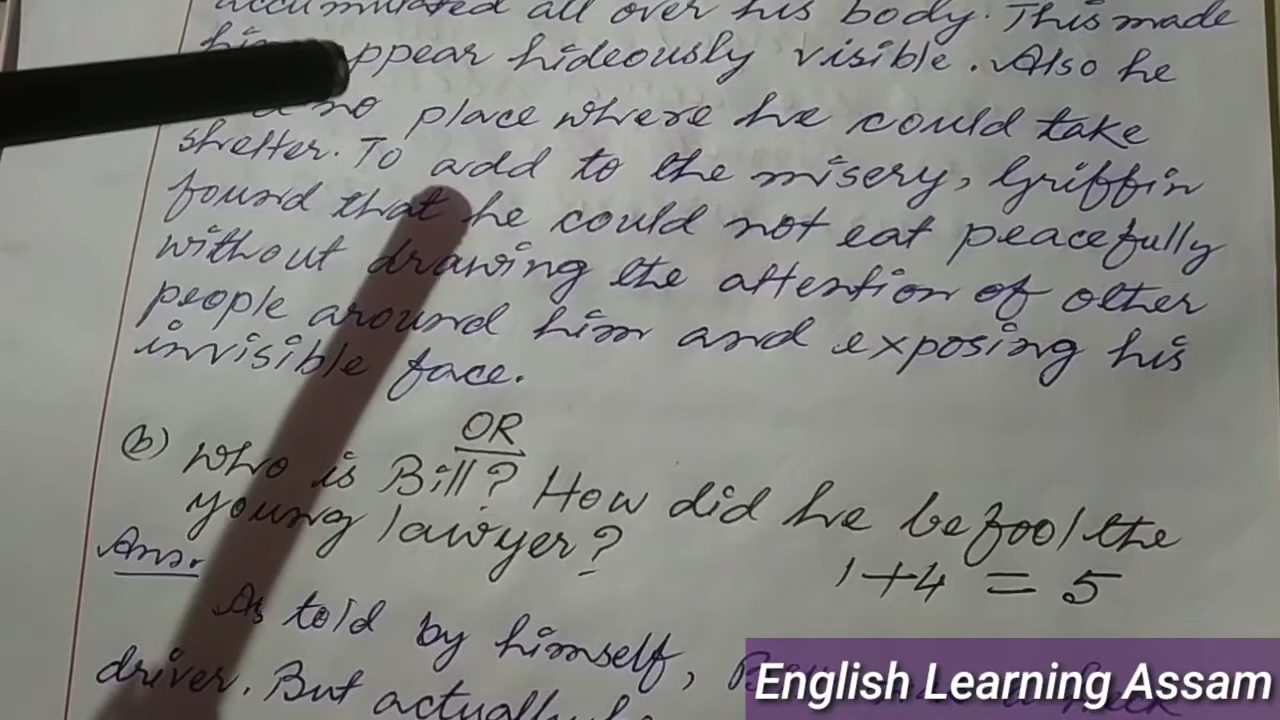 accumulated all over his body. This made
appear hideously visible. Also he
no place where he could take
shelter. To add to the misery, Griffin
found that he could not eat peacefully
without drawing the attention of other
people around him and exposing his
invisible face.
OR
(b) Who is Bill? How did he befool the
young lawyer?
1+4 = 5
Ans.
As told by himself,
driver. But actually
English Learning Assam